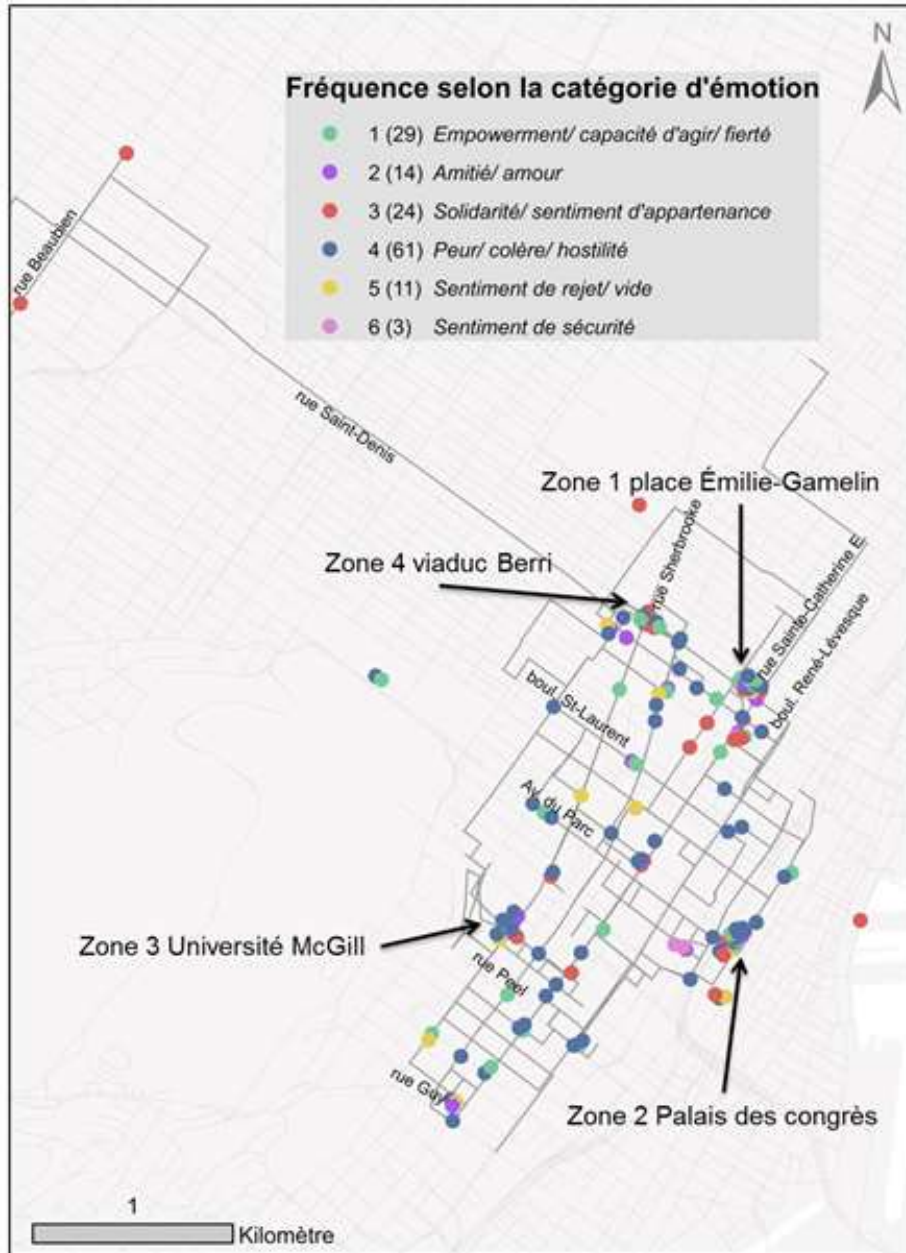 N
Fréquence selon la catégorie d'émotion
1 (29) Empowerment/ capacité d'agir/ fierté
2 (14) Amitié/ amour
3 (24) Solidarité/ sentiment d'appartenance
4 (61) Peur/ colère/ hostilité
5 (11) Sentiment de rejet/ vide
6 (3) Sentiment de sécurité
rue Beaubien
rue Saint-Denis
Zone 1 place Émilie-Gamelin
Zone 4 viaduc Berri
rue Sherbrooke
rue Sainte-Catherine E.
boul. René-Lévesque
boul. St-Laurent
Av. du Parc
Zone 3 Université McGill
rue Peel
rue Guy
Zone 2 Palais des congrès
1
Kilomètre